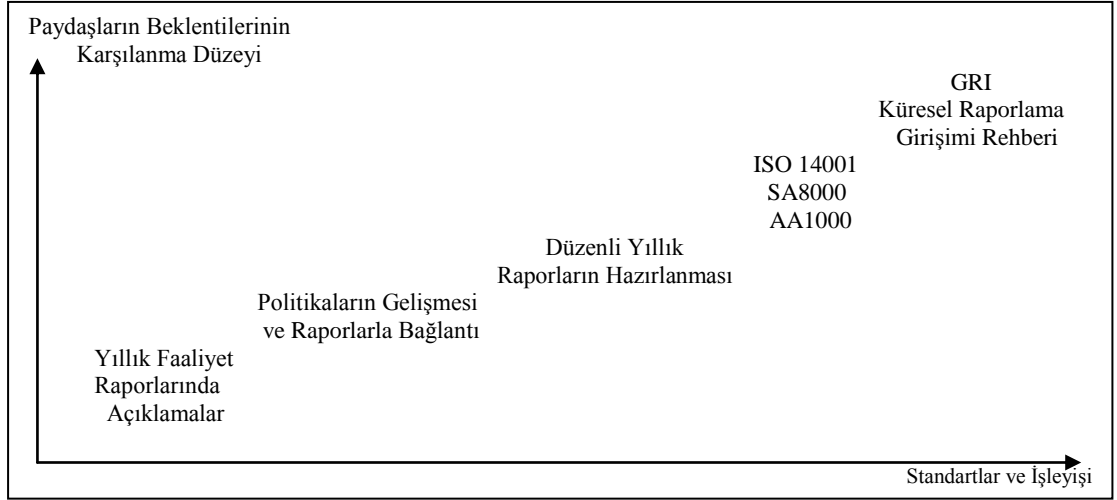 Paydaşların Beklentilerinin
Karşılanma Düzeyi
GRI
Küresel Raporlama
Girişimi Rehberi
ISO 14001
SA8000
AA1000
Düzenli Yıllık
Raporların Hazırlanması
Politikaların Gelişmesi
ve Raporlarla Bağlantı
Yıllık Faaliyet
Raporlarında
Açıklamalar
Standartlar ve İşleyişi